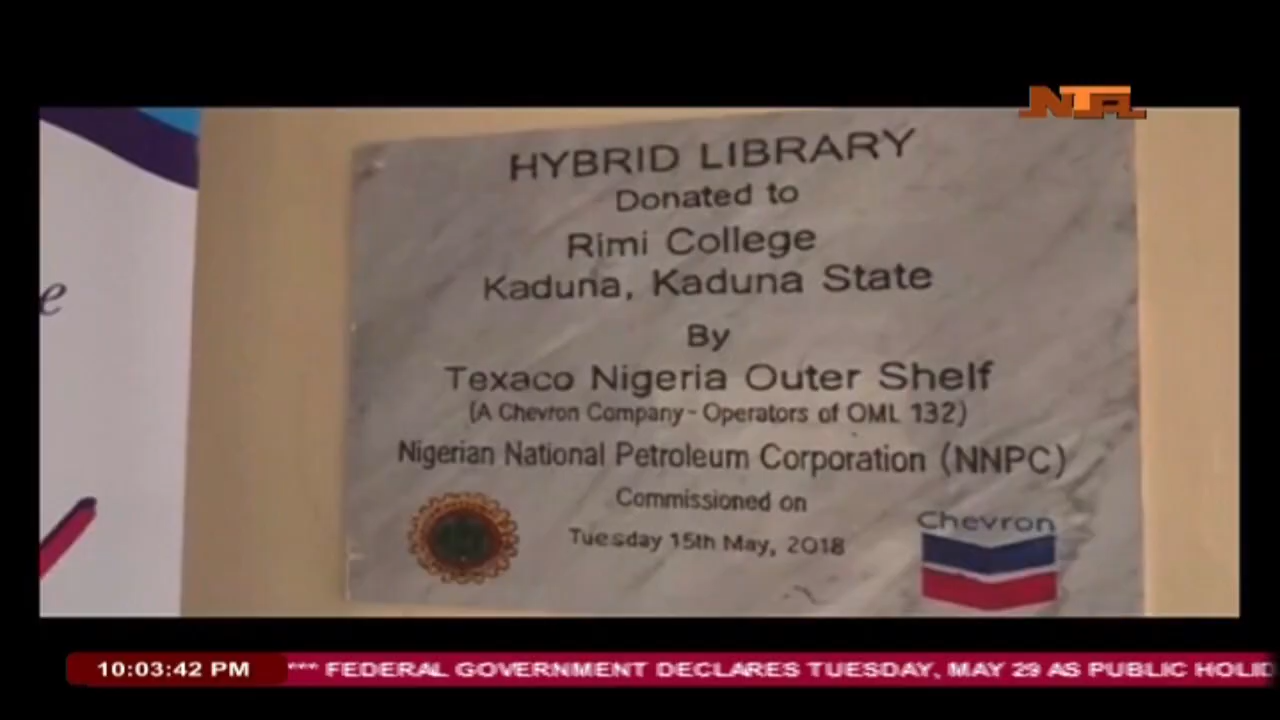 NTA
HYBRID LIBRARY
Donated to
Rimi College
Kaduna, Kaduna State
By
Texaco Nigeria Outer Shelf
(A Chevron Company - Operators of OML 132)
Nigerian National Petroleum Corporation (NNPC)
Commissioned on
Tuesday 15th May, 2018
Chevron
e
10:03:42 PM
*** FEDERAL GOVERNMENT DECLARES TUESDAY, MAY 29 AS PUBLIC HOLID